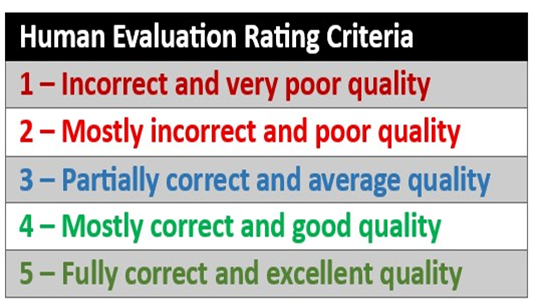 Human Evaluation Rating Criteria
1 – Incorrect and very poor quality
2 – Mostly incorrect and poor quality
3 – Partially correct and average quality
4 – Mostly correct and good quality
5 – Fully correct and excellent quality